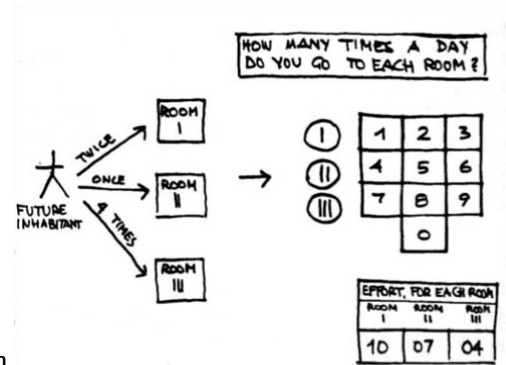 HOW MANY TIMES A DAY
DO YOU GO TO EACH ROOM?
TWICE
ROOM
I
ONCE
ROOM
II
4 TIMES
ROOM
III
FUTURE
INHABITANT
I
II
III
1 2 3
4 5 6
7 8 9
0
EFFORT, FOR EACH ROOM
ROOM ROOM ROOM
I II III
10 07 04